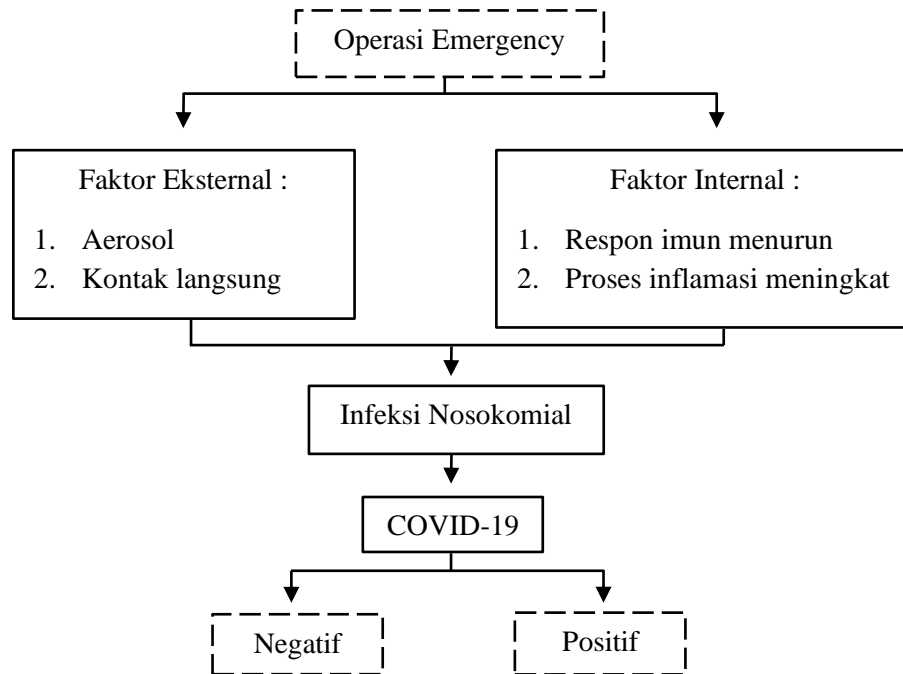 Operasi Emergency
Faktor Eksternal :
1. Aerosol
2. Kontak langsung
Faktor Internal :
1. Respon imun menurun
2. Proses inflamasi meningkat
Infeksi Nosokomial
COVID-19
Negatif
Positif